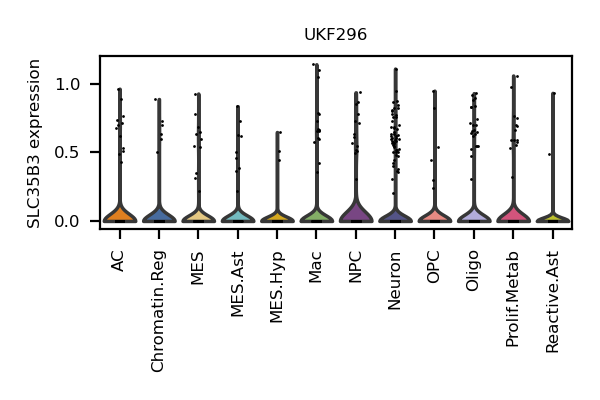 UKF296
SLC35B3 expression
1.0
0.5
0.0
AC
Chromatin.Reg
MES
MES.Ast
MES.Hyp
Mac
NPC
Neuron
OPC
Oligo
Prolif.Metab
Reactive.Ast